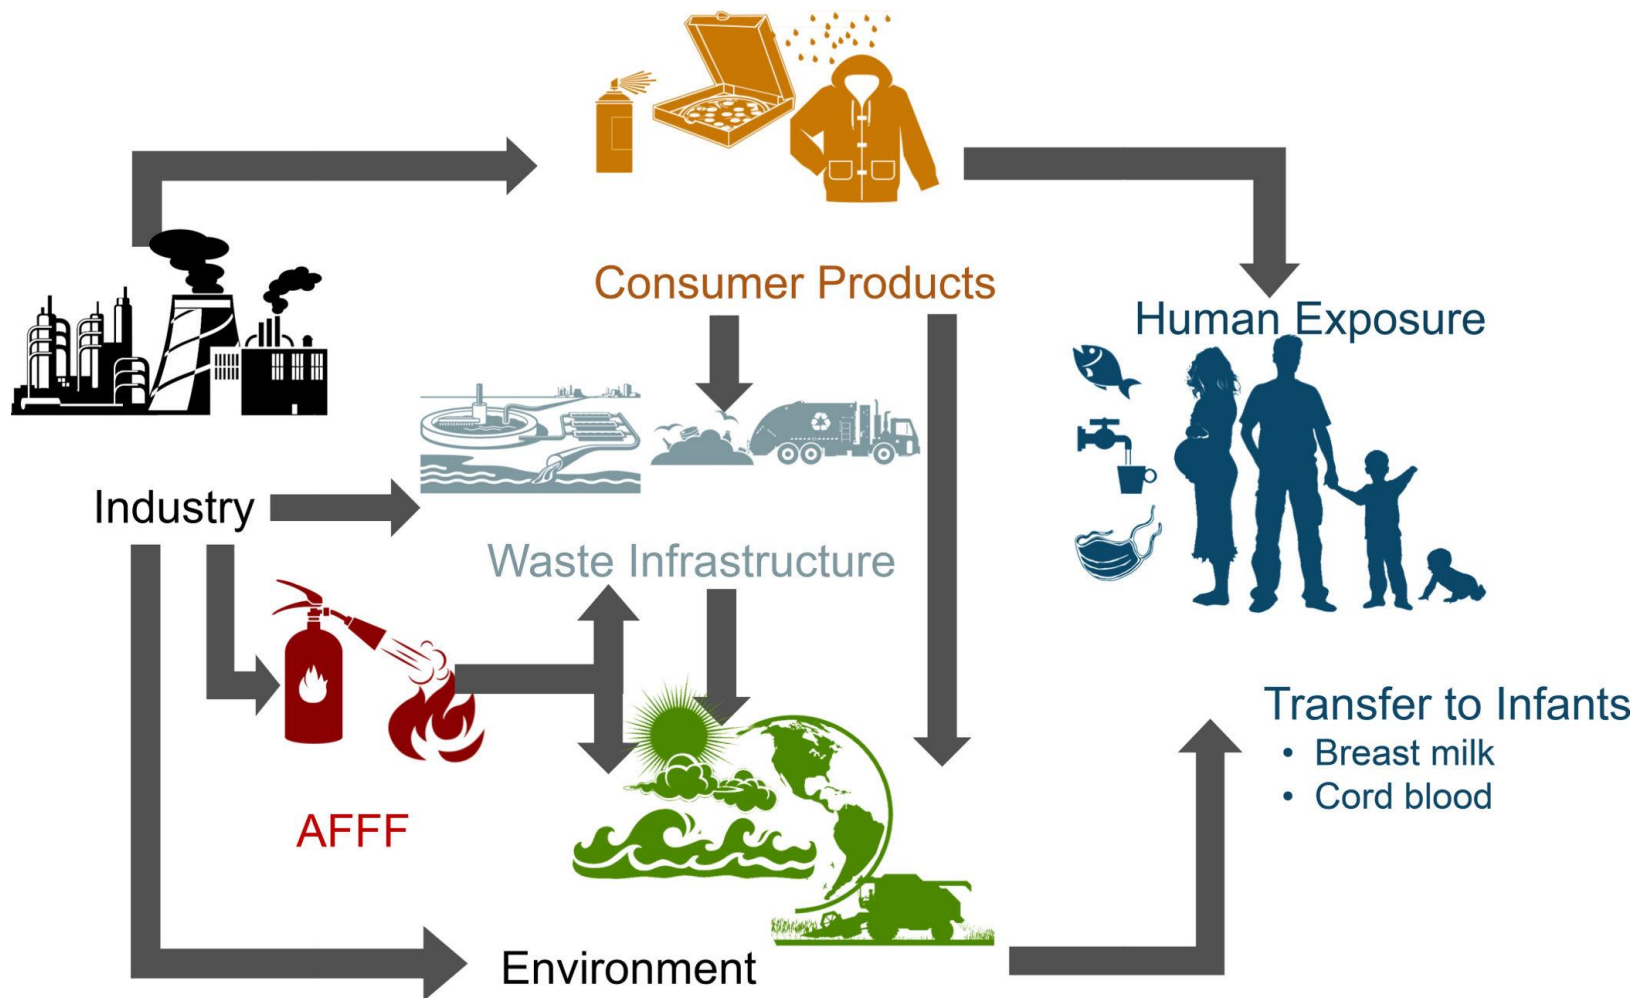 Consumer Products
Human Exposure
Industry
Waste Infrastructure
AFFF
Transfer to Infants
• Breast milk
• Cord blood
Environment